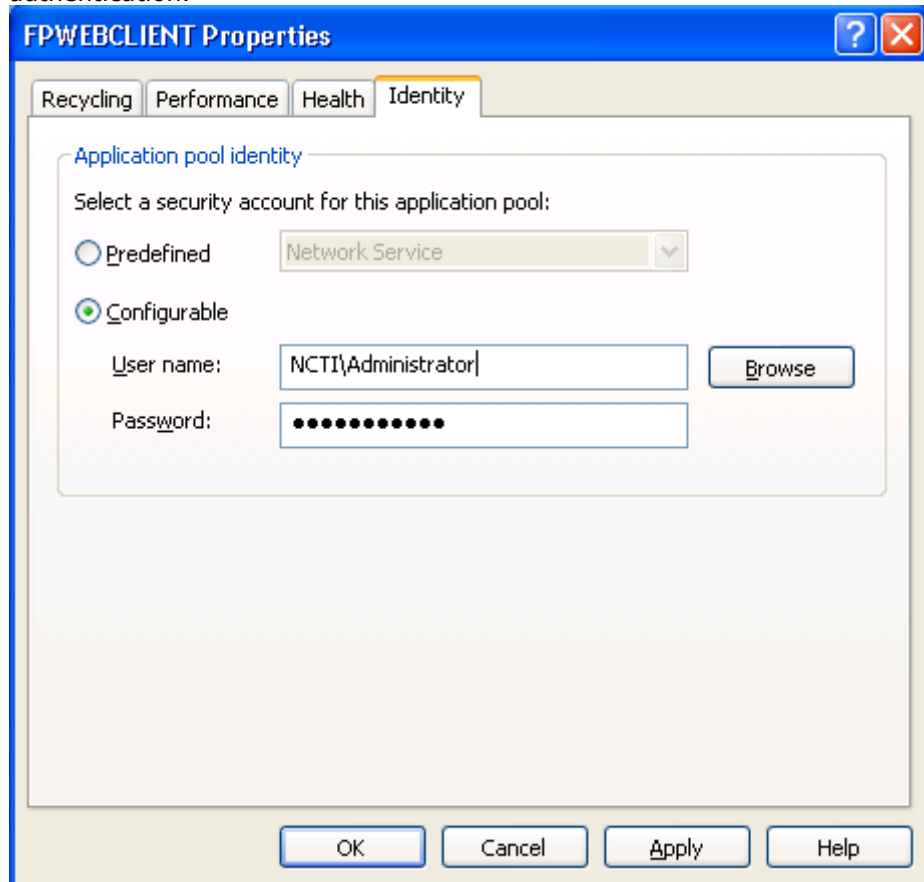 authentication.
FPWEBCLIENT Properties
Recycling Performance Health Identity
Application pool identity
Select a security account for this application pool:
Predefined Network Service
Configurable
User name: NCTI\Administrator Browse
Password: ●●●●●●●●●●●
OK Cancel Apply Help